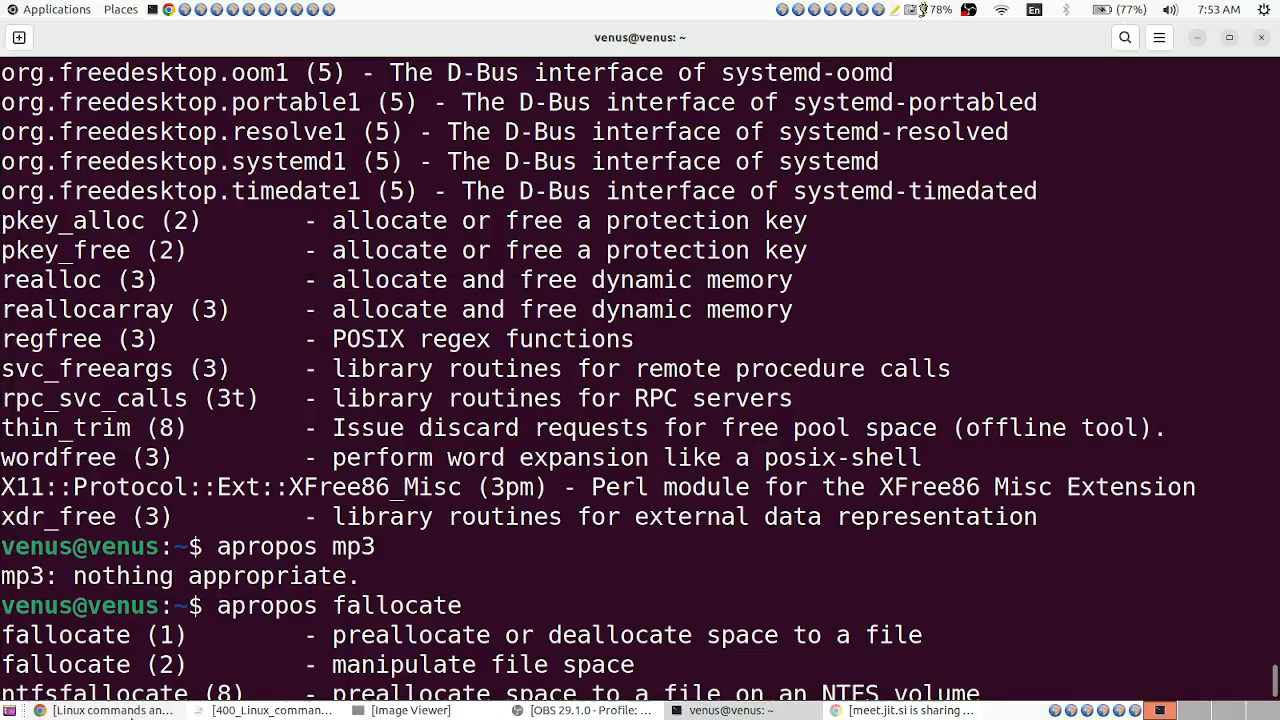 Applications Places 78% En (77%) 7:53 AM
venus@venus: ~
org.freedesktop.oom1 (5) - The D-Bus interface of systemd-oomd
org.freedesktop.portable1 (5) - The D-Bus interface of systemd-portabled
org.freedesktop.resolve1 (5) - The D-Bus interface of systemd-resolved
org.freedesktop.systemd1 (5) - The D-Bus interface of systemd
org.freedesktop.timedate1 (5) - The D-Bus interface of systemd-timedated
pkey_alloc (2) - allocate or free a protection key
pkey_free (2) - allocate or free a protection key
realloc (3) - allocate and free dynamic memory
reallocarray (3) - allocate and free dynamic memory
regfree (3) - POSIX regex functions
svc_freeargs (3) - library routines for remote procedure calls
rpc_svc_calls (3t) - library routines for RPC servers
thin_trim (8) - Issue discard requests for free pool space (offline tool).
wordfree (3) - perform word expansion like a posix-shell
X11::Protocol::Ext::XFree86_Misc (3pm) - Perl module for the XFree86 Misc Extension
xdr_free (3) - library routines for external data representation
venus@venus:~$ apropos mp3
mp3: nothing appropriate.
venus@venus:~$ apropos fallocate
fallocate (1) - preallocate or deallocate space to a file
fallocate (2) - manipulate file space
ntfsfallocate (8) - preallocate space to a file on an NTFS volume
[Linux commands an... [400_Linux_comman... [Image Viewer] [OBS 29.1.0 - Profile: ... venus@venus: ~ [meet.jit.si is sharing ...